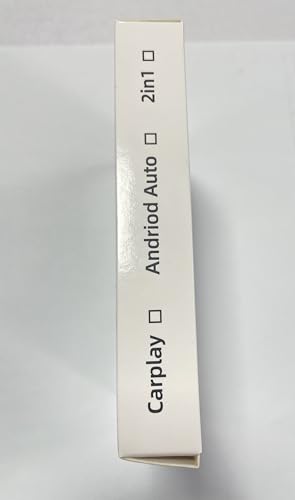 Carplay □ Andriod Auto □ 2in1 □